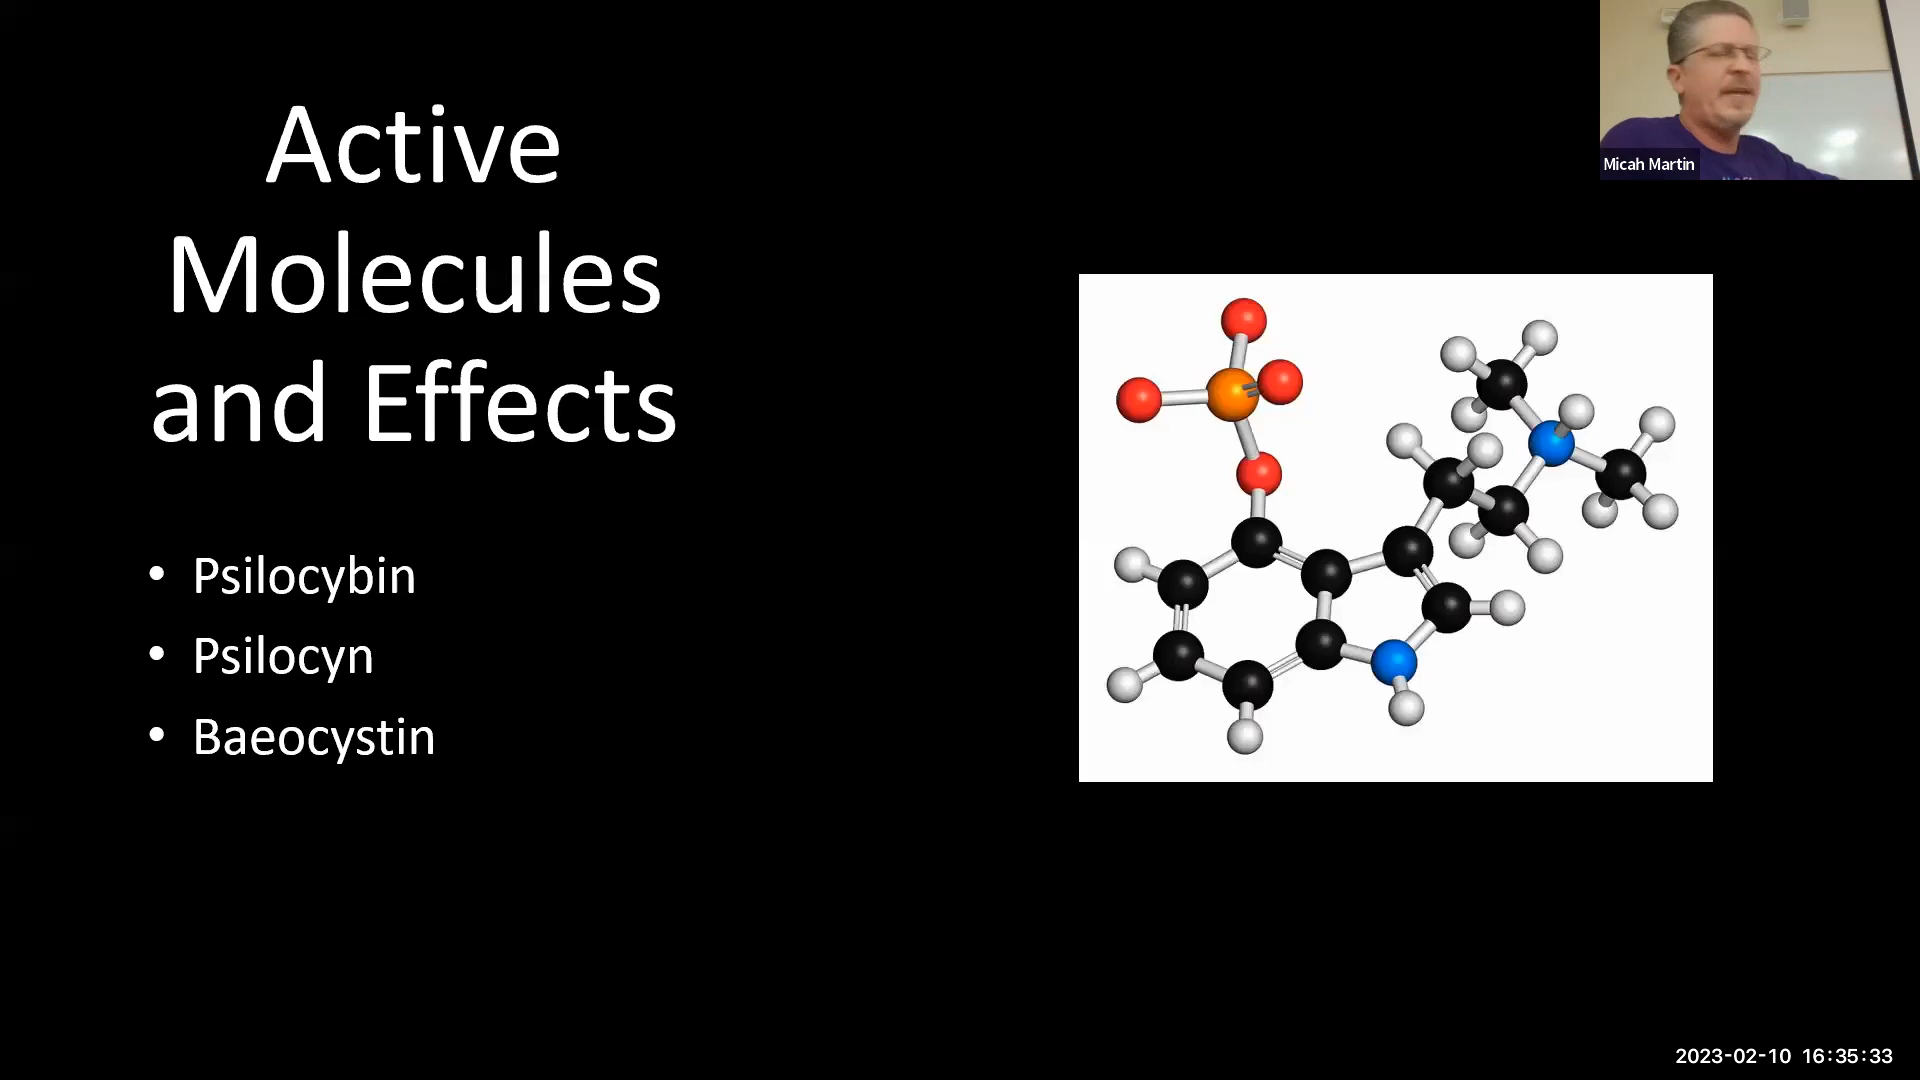 Active
Molecules
and Effects
• Psilocybin
• Psilocyn
• Baeocystin
Micah Martin
2023-02-10 16:35:33